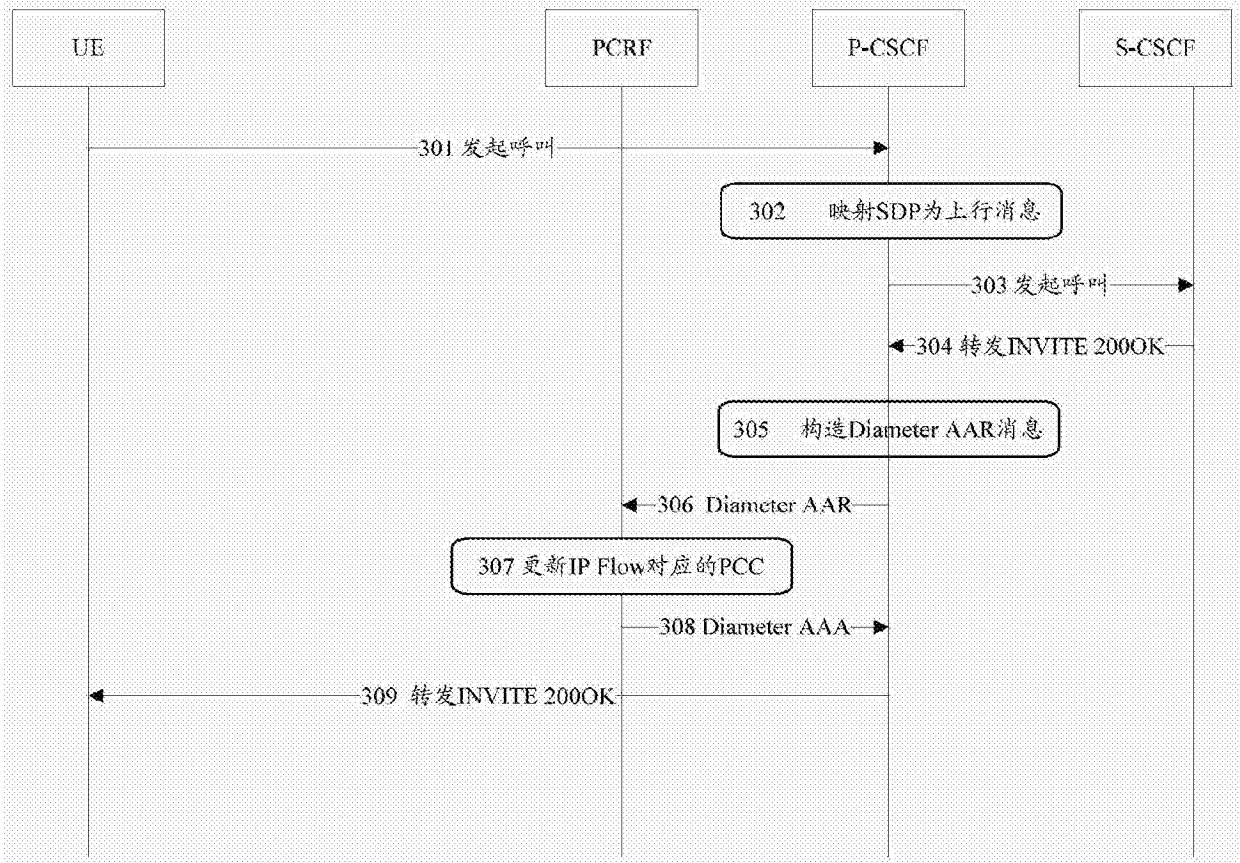 UE
PCRF
P-CSCF
S-CSCF
301 发起呼叫
302 映射SDP为上行消息
303 发起呼叫
304 转发INVITE 200OK
305 构造Diameter AAR消息
306 Diameter AAR
307 更新IP Flow对应的PCC
308 Diameter AAA
309 转发INVITE 200OK